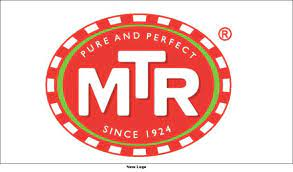 PURE AND PERFECT
MTR
SINCE 1924
®
New Logo